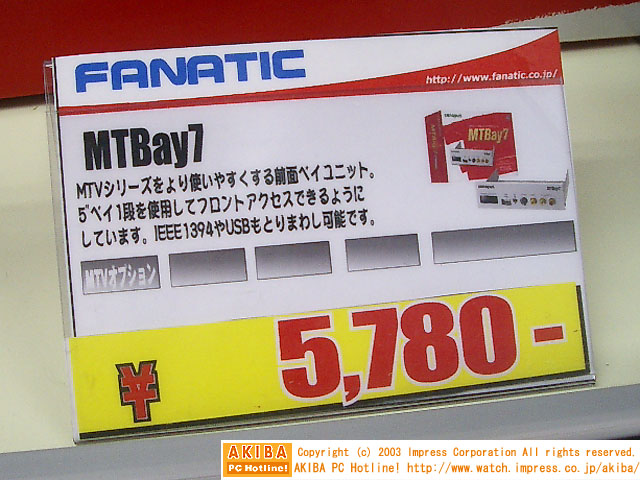 FANATIC
http://www.fanatic.co.jp/
MTBay7
MTVシリーズをより使いやすくする前面ベイユニット。
5"ベイ1段を使用してフロントアクセスできるように
しています。IEEE1394やUSBもとりまわし可能です。
canopus
MTBay7
MTVオプション
¥ 5,780-
AKIBA
PC Hotline!
Copyright (c) 2003 Impress Corporation All rights reserved.
AKIBA PC Hotline! http://www.watch.impress.co.jp/akiba/